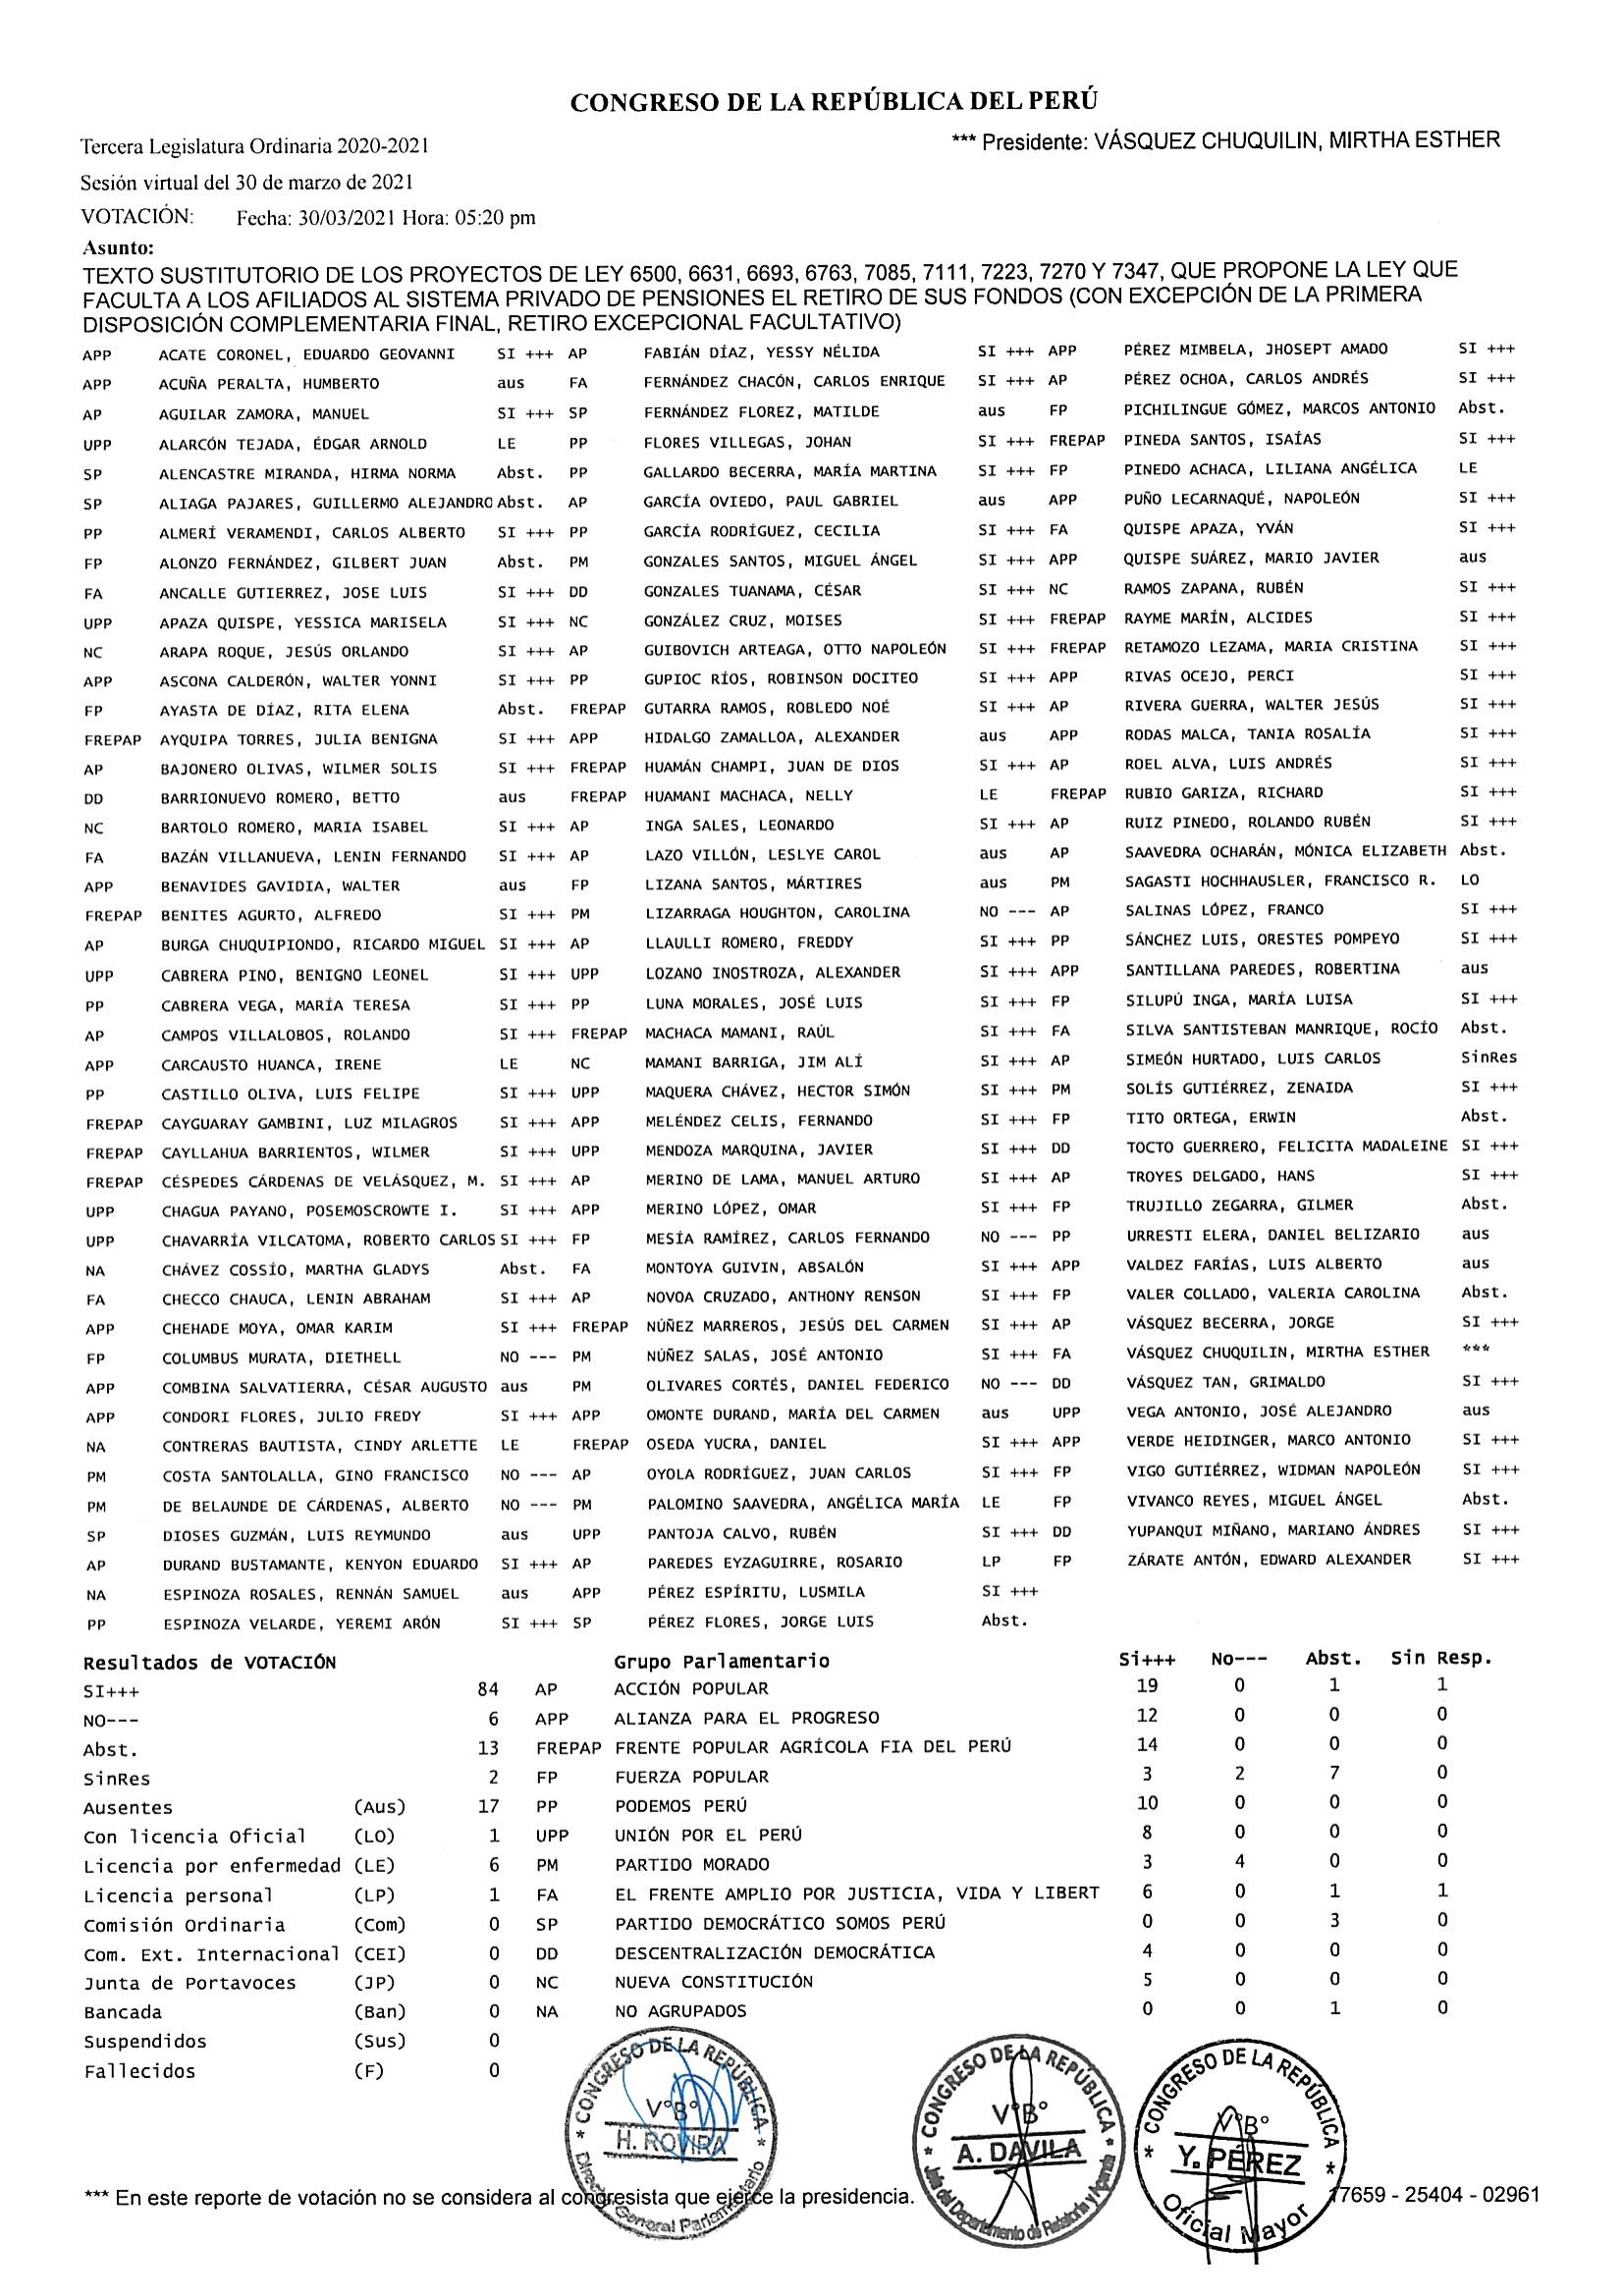 CONGRESO DE LA REPÚBLICA DEL PERÚ
Tercera Legislatura Ordinaria 2020-2021 *** Presidente: VÁSQUEZ CHUQUILIN, MIRTHA ESTHER
Sesión virtual del 30 de marzo de 2021
VOTACIÓN: Fecha: 30/03/2021 Hora: 05:20 pm
Asunto:
TEXTO SUSTITUTORIO DE LOS PROYECTOS DE LEY 6500, 6631, 6693, 6763, 7085, 7111, 7223, 7270 Y 7347, QUE PROPONE LA LEY QUE
FACULTA A LOS AFILIADOS AL SISTEMA PRIVADO DE PENSIONES EL RETIRO DE SUS FONDOS (CON EXCEPCIÓN DE LA PRIMERA
DISPOSICIÓN COMPLEMENTARIA FINAL, RETIRO EXCEPCIONAL FACULTATIVO)
APP ACATE CORONEL, EDUARDO GEOVANNI SI +++ AP FABIÁN DÍAZ, YESSY NÉLIDA SI +++ APP PÉREZ MIMBELA, JHOSEPT AMADO SI +++
APP ACUÑA PERALTA, HUMBERTO aus FA FERNÁNDEZ CHACÓN, CARLOS ENRIQUE SI +++ AP PÉREZ OCHOA, CARLOS ANDRÉS SI +++
AP AGUILAR ZAMORA, MANUEL SI +++ SP FERNÁNDEZ FLOREZ, MATILDE aus FP PICHILINGUE GÓMEZ, MARCOS ANTONIO Abst.
UPP ALARCÓN TEJADA, ÉDGAR ARNOLD LE PP FLORES VILLEGAS, JOHAN SI +++ FREPAP PINEDA SANTOS, ISAÍAS SI +++
SP ALENCASTRE MIRANDA, HIRMA NORMA Abst. PP GALLARDO BECERRA, MARÍA MARTINA SI +++ FP PINEDO ACHACA, LILIANA ANGÉLICA LE
SP ALIAGA PAJARES, GUILLERMO ALEJANDRO Abst. AP GARCÍA OVIEDO, PAUL GABRIEL aus APP PUÑO LECARNAQUÉ, NAPOLEÓN SI +++
PP ALMERÍ VERAMENDI, CARLOS ALBERTO SI +++ PP GARCÍA RODRÍGUEZ, CECILIA SI +++ FA QUISPE APAZA, YVÁN SI +++
FP ALONZO FERNÁNDEZ, GILBERT JUAN Abst. PM GONZALES SANTOS, MIGUEL ÁNGEL SI +++ APP QUISPE SUÁREZ, MARIO JAVIER aus
FA ANCALLE GUTIERREZ, JOSE LUIS SI +++ DD GONZALES TUANAMA, CÉSAR SI +++ NC RAMOS ZAPANA, RUBÉN SI +++
UPP APAZA QUISPE, YESSICA MARISELA SI +++ NC GONZÁLEZ CRUZ, MOISES SI +++ FREPAP RAYME MARÍN, ALCIDES SI +++
NC ARAPA ROQUE, JESÚS ORLANDO SI +++ AP GUIBOVICH ARTEAGA, OTTO NAPOLEÓN SI +++ FREPAP RETAMOZO LEZAMA, MARIA CRISTINA SI +++
APP ASCONA CALDERÓN, WALTER YONNI SI +++ PP GUPIOC RÍOS, ROBINSON DOCITEO SI +++ APP RIVAS OCEJO, PERCI SI +++
FP AYASTA DE DÍAZ, RITA ELENA Abst. FREPAP GUTARRA RAMOS, ROBLEDO NOÉ SI +++ AP RIVERA GUERRA, WALTER JESÚS SI +++
FREPAP AYQUIPA TORRES, JULIA BENIGNA SI +++ APP HIDALGO ZAMALLOA, ALEXANDER aus APP RODAS MALCA, TANIA ROSALÍA SI +++
AP BAJONERO OLIVAS, WILMER SOLIS SI +++ FREPAP HUAMÁN CHAMPI, JUAN DE DIOS SI +++ AP ROEL ALVA, LUIS ANDRÉS SI +++
DD BARRIONUEVO ROMERO, BETTO aus FREPAP HUAMANI MACHACA, NELLY LE FREPAP RUBIO GARIZA, RICHARD SI +++
NC BARTOLO ROMERO, MARIA ISABEL SI +++ AP INGA SALES, LEONARDO SI +++ AP RUIZ PINEDO, ROLANDO RUBÉN SI +++
FA BAZÁN VILLANUEVA, LENIN FERNANDO SI +++ AP LAZO VILLÓN, LESLYE CAROL aus AP SAAVEDRA OCHARÁN, MÓNICA ELIZABETH Abst.
APP BENAVIDES GAVIDIA, WALTER aus FP LIZANA SANTOS, MÁRTIRES aus PM SAGASTI HOCHHAUSLER, FRANCISCO R. LO
FREPAP BENITES AGURTO, ALFREDO SI +++ PM LIZARRAGA HOUGHTON, CAROLINA NO --- AP SALINAS LÓPEZ, FRANCO SI +++
AP BURGA CHUQUIPIONDO, RICARDO MIGUEL SI +++ AP LLAULLI ROMERO, FREDDY SI +++ PP SÁNCHEZ LUIS, ORESTES POMPEYO SI +++
UPP CABRERA PINO, BENIGNO LEONEL SI +++ UPP LOZANO INOSTROZA, ALEXANDER SI +++ APP SANTILLANA PAREDES, ROBERTINA aus
PP CABRERA VEGA, MARÍA TERESA SI +++ PP LUNA MORALES, JOSÉ LUIS SI +++ FP SILUPÚ INGA, MARÍA LUISA SI +++
AP CAMPOS VILLALOBOS, ROLANDO SI +++ FREPAP MACHACA MAMANI, RAÚL SI +++ FA SILVA SANTISTEBAN MANRIQUE, ROCÍO Abst.
APP CARCAUSTO HUANCA, IRENE LE NC MAMANI BARRIGA, JIM ALÍ SI +++ AP SIMEÓN HURTADO, LUIS CARLOS SinRes
PP CASTILLO OLIVA, LUIS FELIPE SI +++ UPP MAQUERA CHÁVEZ, HECTOR SIMÓN SI +++ PM SOLÍS GUTIÉRREZ, ZENAIDA SI +++
FREPAP CAYGUARAY GAMBINI, LUZ MILAGROS SI +++ APP MELÉNDEZ CELIS, FERNANDO SI +++ FP TITO ORTEGA, ERWIN Abst.
FREPAP CAYLLAHUA BARRIENTOS, WILMER SI +++ UPP MENDOZA MARQUINA, JAVIER SI +++ DD TOCTO GUERRERO, FELICITA MADALEINE SI +++
FREPAP CÉSPEDES CÁRDENAS DE VELÁSQUEZ, M. SI +++ AP MERINO DE LAMA, MANUEL ARTURO SI +++ AP TROYES DELGADO, HANS SI +++
UPP CHAGUA PAYANO, POSEMOSCROWTE I. SI +++ APP MERINO LÓPEZ, OMAR SI +++ FP TRUJILLO ZEGARRA, GILMER Abst.
UPP CHAVARRÍA VILCATOMA, ROBERTO CARLOS SI +++ FP MESÍA RAMÍREZ, CARLOS FERNANDO NO --- PP URRESTI ELERA, DANIEL BELIZARIO aus
NA CHÁVEZ COSSÍO, MARTHA GLADYS Abst. FA MONTOYA GUIVIN, ABSALÓN SI +++ APP VALDEZ FARÍAS, LUIS ALBERTO aus
FA CHECCO CHAUCA, LENIN ABRAHAM SI +++ AP NOVOA CRUZADO, ANTHONY RENSON SI +++ FP VALER COLLADO, VALERIA CAROLINA Abst.
APP CHEHADE MOYA, OMAR KARIM SI +++ FREPAP NÚÑEZ MARREROS, JESÚS DEL CARMEN SI +++ AP VÁSQUEZ BECERRA, JORGE SI +++
FP COLUMBUS MURATA, DIETHELL NO --- PM NÚÑEZ SALAS, JOSÉ ANTONIO SI +++ FA VÁSQUEZ CHUQUILIN, MIRTHA ESTHER ***
APP COMBINA SALVATIERRA, CÉSAR AUGUSTO aus PM OLIVARES CORTÉS, DANIEL FEDERICO NO --- DD VÁSQUEZ TAN, GRIMALDO SI +++
APP CONDORI FLORES, JULIO FREDY SI +++ APP OMONTE DURAND, MARÍA DEL CARMEN aus UPP VEGA ANTONIO, JOSÉ ALEJANDRO aus
NA CONTRERAS BAUTISTA, CINDY ARLETTE LE FREPAP OSEDA YUCRA, DANIEL SI +++ APP VERDE HEIDINGER, MARCO ANTONIO SI +++
PM COSTA SANTOLALLA, GINO FRANCISCO NO --- AP OYOLA RODRÍGUEZ, JUAN CARLOS SI +++ FP VIGO GUTIÉRREZ, WIDMAN NAPOLEÓN SI +++
PM DE BELAUNDE DE CÁRDENAS, ALBERTO NO --- PM PALOMINO SAAVEDRA, ANGÉLICA MARÍA LE FP VIVANCO REYES, MIGUEL ÁNGEL Abst.
SP DIOSES GUZMÁN, LUIS REYMUNDO aus UPP PANTOJA CALVO, RUBÉN SI +++ DD YUPANQUI MIÑANO, MARIANO ÁNDRES SI +++
AP DURAND BUSTAMANTE, KENYON EDUARDO SI +++ AP PAREDES EYZAGUIRRE, ROSARIO LP FP ZÁRATE ANTÓN, EDWARD ALEXANDER SI +++
NA ESPINOZA ROSALES, RENNÁN SAMUEL aus APP PÉREZ ESPÍRITU, LUSMILA SI +++
PP ESPINOZA VELARDE, YEREMI ARÓN SI +++ SP PÉREZ FLORES, JORGE LUIS Abst.
Resultados de VOTACIÓN Grupo Parlamentario Si+++ No--- Abst. Sin Resp.
SI+++ 84 AP ACCIÓN POPULAR 19 0 1 1
NO--- 6 APP ALIANZA PARA EL PROGRESO 12 0 0 0
Abst. 13 FREPAP FRENTE POPULAR AGRÍCOLA FIA DEL PERÚ 14 0 0 0
SinRes 2 FP FUERZA POPULAR 3 2 7 0
Ausentes (Aus) 17 PP PODEMOS PERÚ 10 0 0 0
Con licencia Oficial (LO) 1 UPP UNIÓN POR EL PERÚ 8 0 0 0
Licencia por enfermedad (LE) 6 PM PARTIDO MORADO 3 4 0 0
Licencia personal (LP) 1 FA EL FRENTE AMPLIO POR JUSTICIA, VIDA Y LIBERT 6 0 1 1
Comisión Ordinaria (Com) 0 SP PARTIDO DEMOCRÁTICO SOMOS PERÚ 0 0 3 0
Com. Ext. Internacional (CEI) 0 DD DESCENTRALIZACIÓN DEMOCRÁTICA 4 0 0 0
Junta de Portavoces (JP) 0 NC NUEVA CONSTITUCIÓN 5 0 0 0
Bancada (Ban) 0 NA NO AGRUPADOS 0 0 1 0
Suspendidos (Sus) 0
Fallecidos (F) 0
* CONGRESO DE LA REPÚBLICA *
V°B°
H. ROVIRA
Director General Parlamentario
* CONGRESO DE LA REPÚBLICA *
V°B°
A. DAVILA
Jefa del Departamento de Relatoría y Agenda
* CONGRESO DE LA REPÚBLICA *
V°B°
Y. PÉREZ
Oficial Mayor
*** En este reporte de votación no se considera al congresista que ejerce la presidencia. 17659 - 25404 - 02961